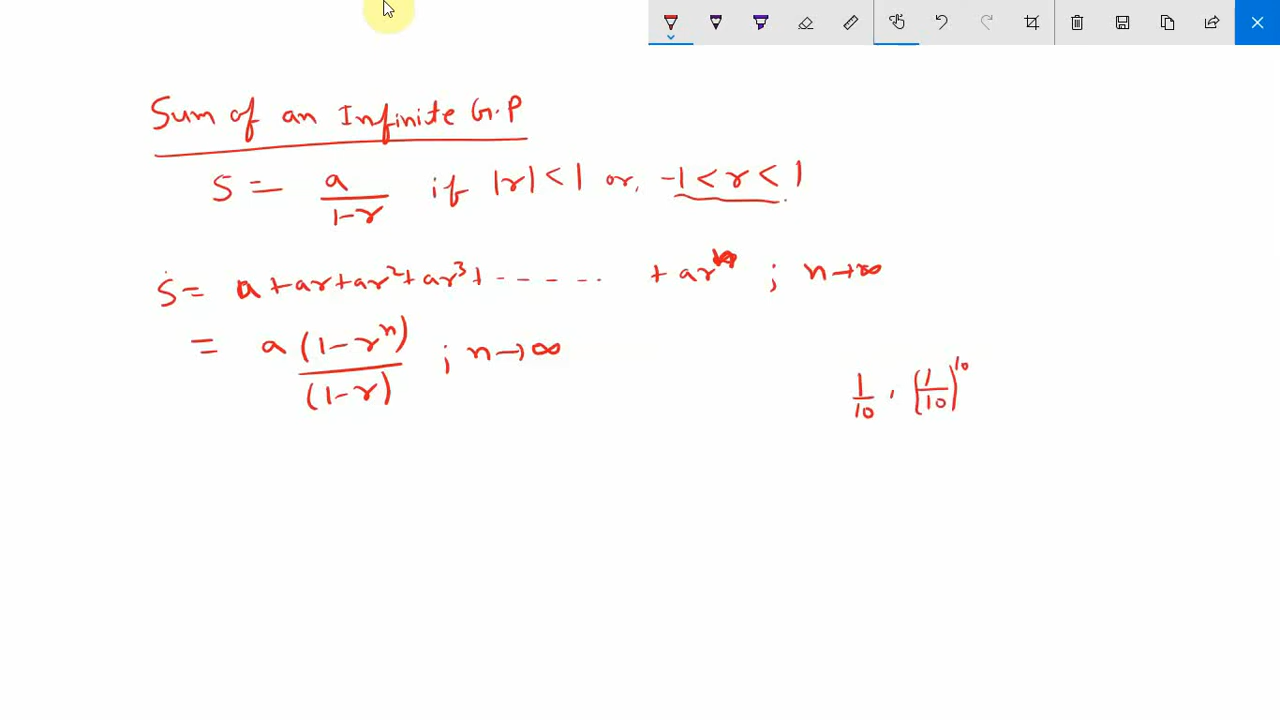 Sum of an Infinite G.P
S = a/(1-r) if |r| < 1 or, -1 < r < 1
S = a + ar + ar² + ar³ + - - - - - - + ar ; n→∞
= a(1-rⁿ)/(1-r) ; n→∞
1/10 , (1/10)¹⁰